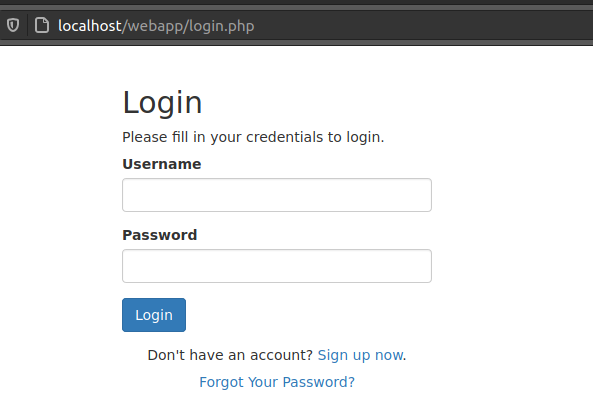 localhost/webapp/login.php
Login
Please fill in your credentials to login.
Username
Password
Login
Don't have an account? Sign up now.
Forgot Your Password?